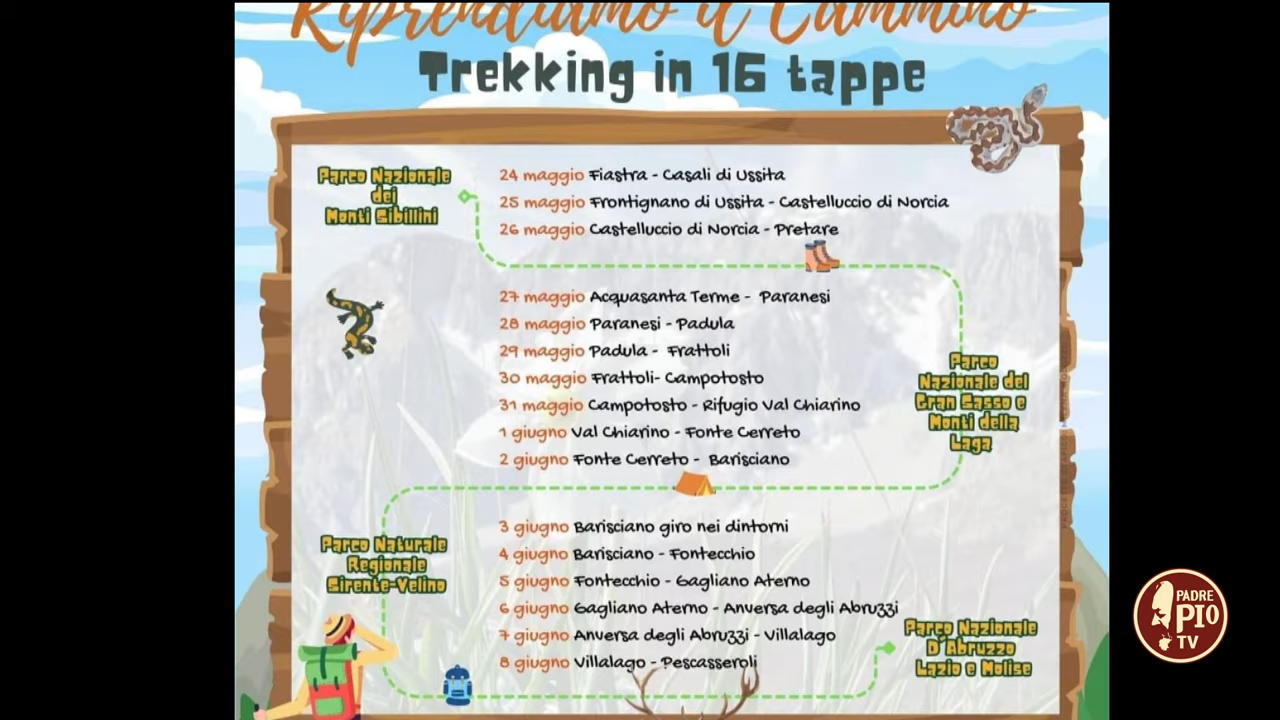 Riprendiamo il Cammino
Trekking in 16 tappe
Parco Nazionale
dei
Monti Sibillini
24 maggio Fiastra - Casali di Ussita
25 maggio Frontignano di Ussita - Castelluccio di Norcia
26 maggio Castelluccio di Norcia - Pretare
27 maggio Acquasanta Terme - Paranesi
28 maggio Paranesi - Padula
29 maggio Padula - Frattoli
30 maggio Frattoli- Campotosto
31 maggio Campotosto - Rifugio Val Chiarino
1 giugno Val Chiarino - Fonte Cerreto
2 giugno Fonte Cerreto - Barisciano
Parco
Nazionale del
Gran Sasso e
Monti della
Laga
3 giugno Barisciano giro nei dintorni
4 giugno Barisciano - Fontecchio
5 giugno Fontecchio - Gagliano Aterno
6 giugno Gagliano Aterno - Anversa degli Abruzzi
7 giugno Anversa degli Abruzzi - Villalago
8 giugno Villalago - Pescasseroli
Parco Naturale
Regionale
Sirente-Velino
Parco Nazionale
D'Abruzzo
Lazio e Molise
PADRE
PIO
TV